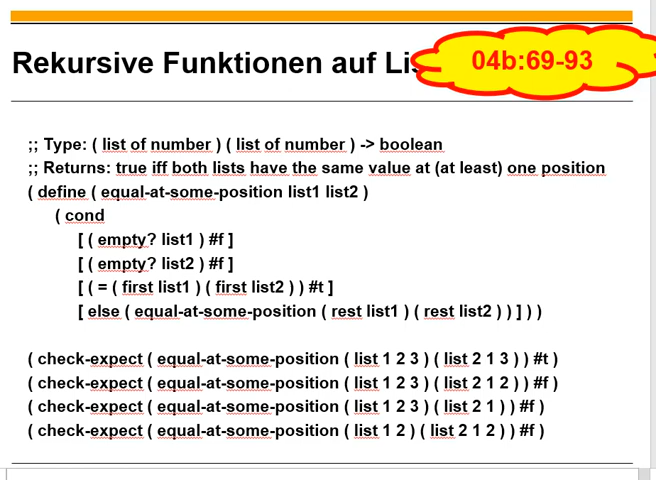 Rekursive Funktionen auf Lis
04b:69-93
;; Type: ( list of number ) ( list of number ) -> boolean
;; Returns: true iff both lists have the same value at (at least) one position
( define ( equal-at-some-position list1 list2 )
( cond
[ ( empty? list1 ) #f ]
[ ( empty? list2 ) #f ]
[ ( = ( first list1 ) ( first list2 ) ) #t ]
[ else ( equal-at-some-position ( rest list1 ) ( rest list2 ) ) ] ) )
( check-expect ( equal-at-some-position ( list 1 2 3 ) ( list 2 1 3 ) ) #t )
( check-expect ( equal-at-some-position ( list 1 2 3 ) ( list 2 1 2 ) ) #f )
( check-expect ( equal-at-some-position ( list 1 2 3 ) ( list 2 1 ) ) #f )
( check-expect ( equal-at-some-position ( list 1 2 ) ( list 2 1 2 ) ) #f )